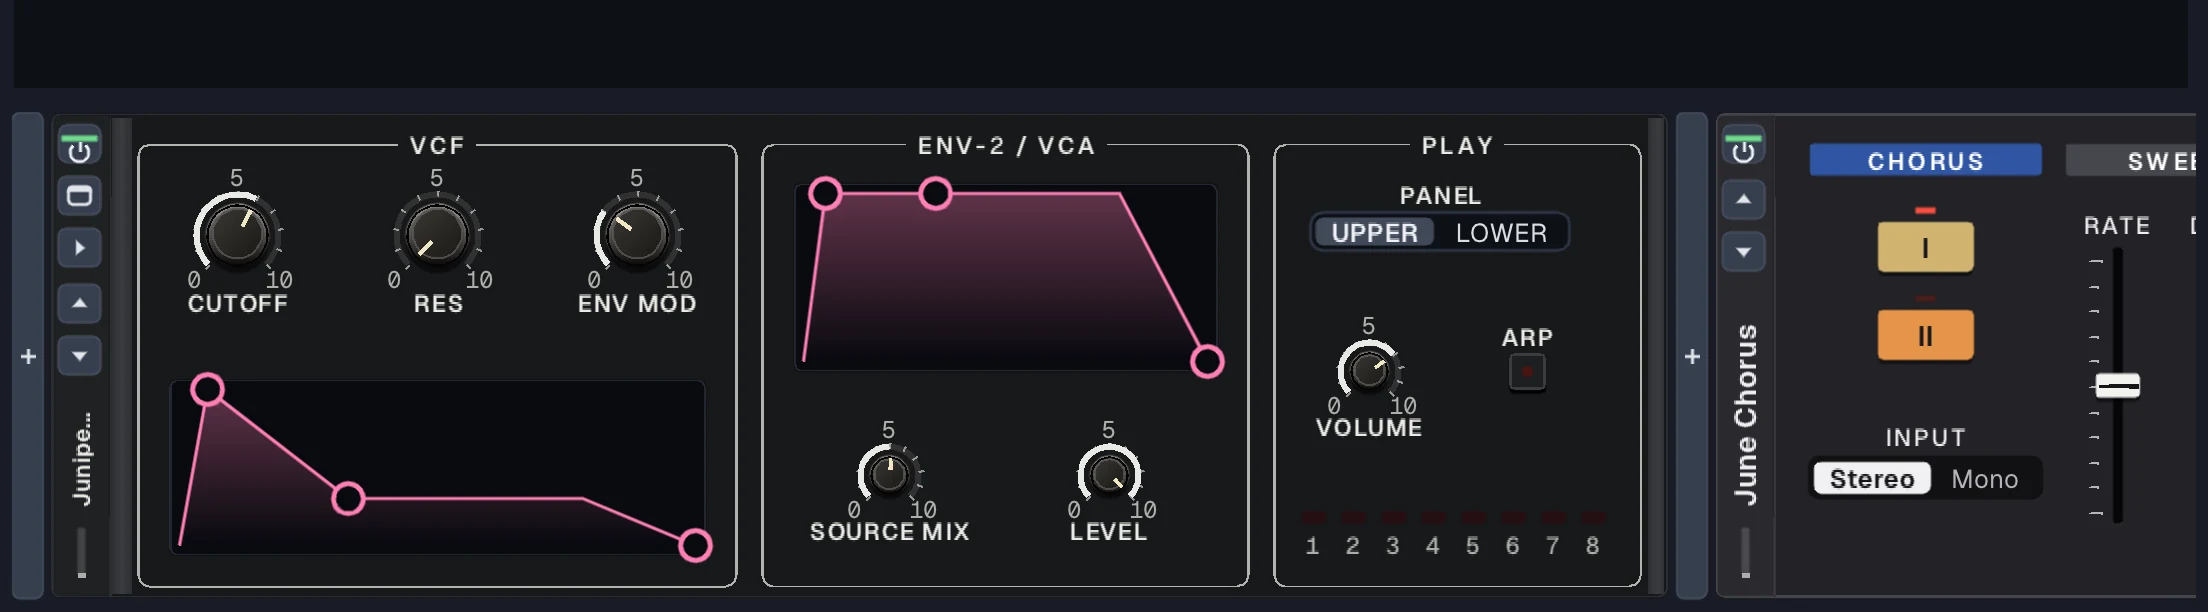 VCF
5
0
10
CUTOFF
5
0
10
RES
5
0
10
ENV MOD
Junipe...
ENV-2 / VCA
5
0
10
SOURCE MIX
5
0
10
LEVEL
PLAY
PANEL
UPPER LOWER
5
0
10
VOLUME
ARP
1 2 3 4 5 6 7 8
June Chorus
CHORUS
I
II
INPUT
Stereo Mono
RATE